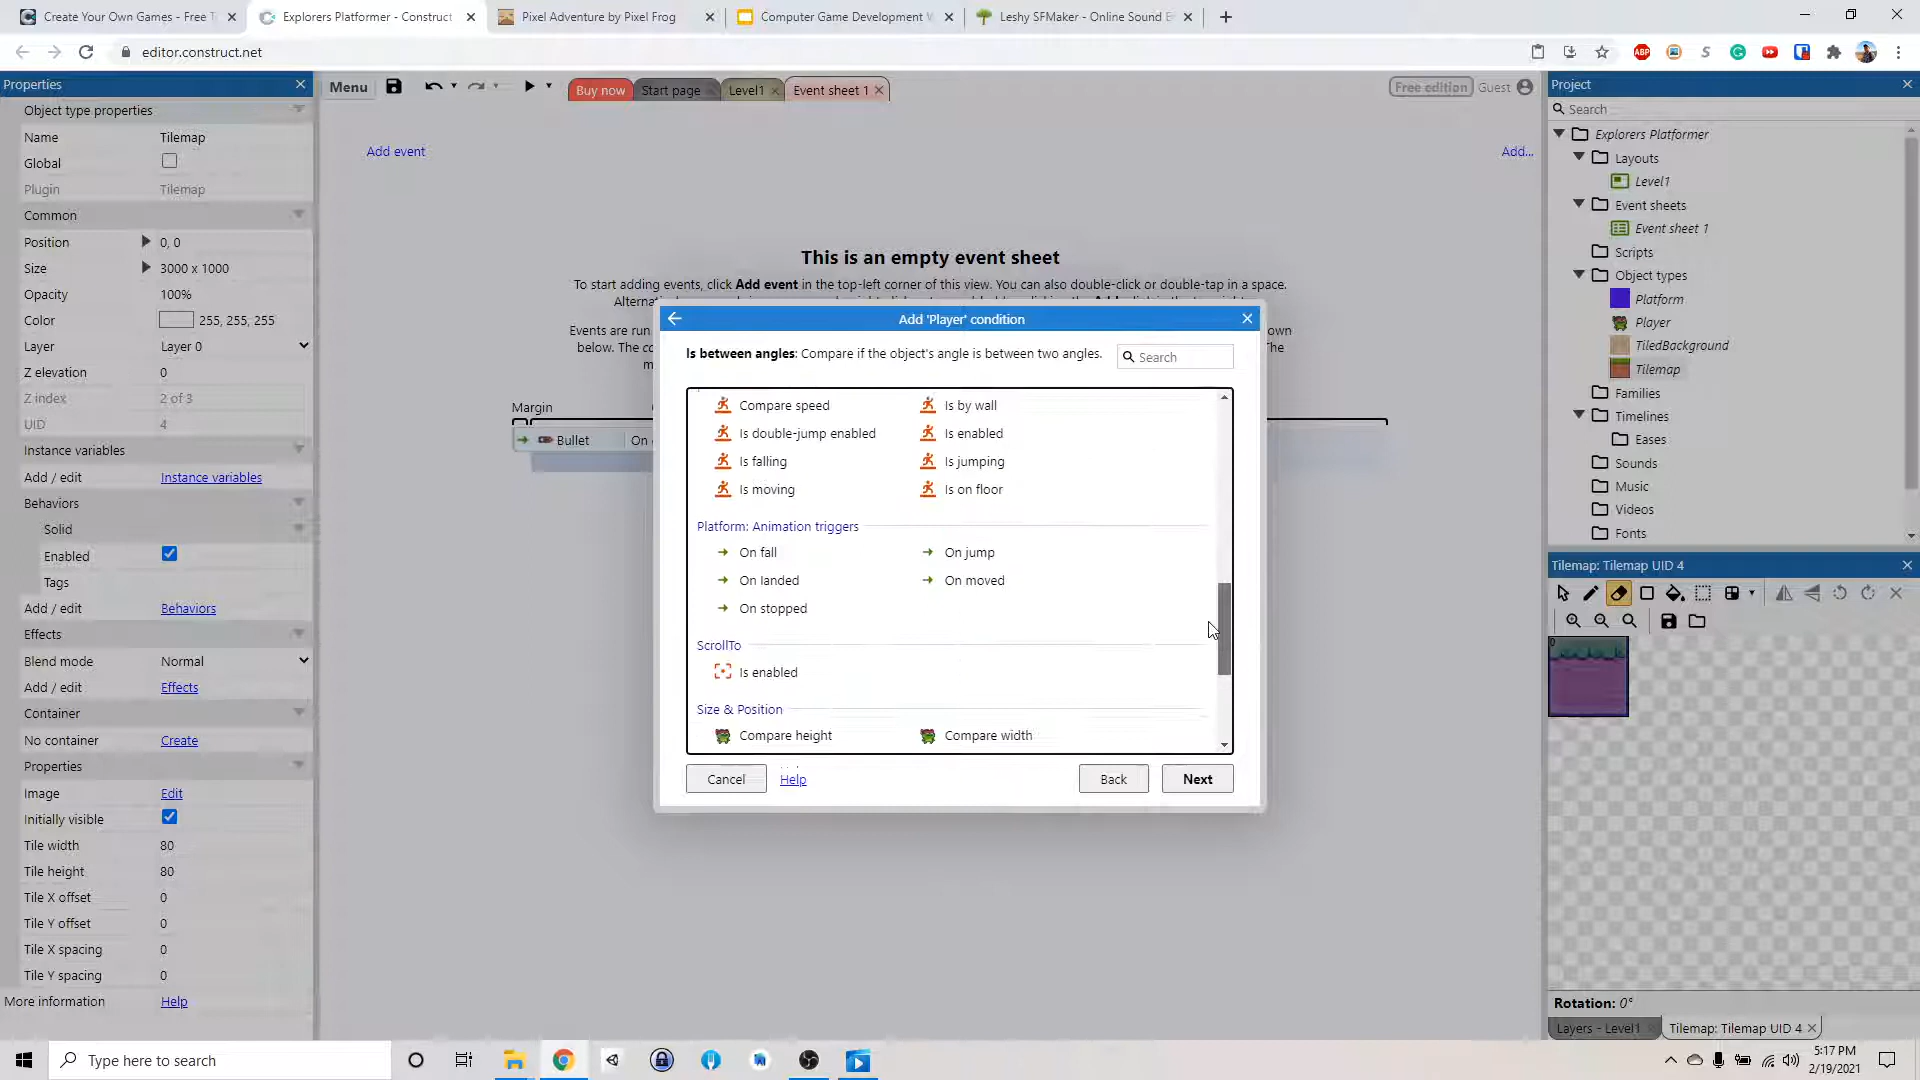 Create Your Own Games - Free T
Explorers Platformer - Construct
Pixel Adventure by Pixel Frog
Computer Game Development V
Leshy SFMaker - Online Sound E
editor.construct.net
Properties
Menu
Buy now
Start page
Level1
Event sheet 1
Free edition
Guest
Project
Search
Object type properties
Name Tilemap
Global
Plugin Tilemap
Common
Position 0, 0
Size 3000 x 1000
Opacity 100%
Color 255, 255, 255
Layer Layer 0
Z elevation 0
Z index 2 of 3
UID 4
Instance variables
Add / edit Instance variables
Behaviors
Solid
Enabled
Tags
Add / edit Behaviors
Effects
Blend mode Normal
Add / edit Effects
Container
No container Create
Properties
Image Edit
Initially visible
Tile width 80
Tile height 80
Tile X offset 0
Tile Y offset 0
Tile X spacing 0
Tile Y spacing 0
More information Help
Add event
Add...
This is an empty event sheet
To start adding events, click Add event in the top-left corner of this view. You can also double-click or double-tap in a space.
Events are run
own
below. The co
The
Margin
Bullet
On
Add 'Player' condition
Is between angles: Compare if the object's angle is between two angles.
Search
Compare speed
Is by wall
Is double-jump enabled
Is enabled
Is falling
Is jumping
Is moving
Is on floor
Platform: Animation triggers
On fall
On jump
On landed
On moved
On stopped
ScrollTo
Is enabled
Size & Position
Compare height
Compare width
Cancel
Help
Back
Next
Explorers Platformer
Layouts
Level1
Event sheets
Event sheet 1
Scripts
Object types
Platform
Player
TiledBackground
Tilemap
Families
Timelines
Eases
Sounds
Music
Videos
Fonts
Tilemap: Tilemap UID 4
0
Rotation: 0°
Layers - Level1
Tilemap: Tilemap UID 4
Type here to search
5:17 PM
2/19/2021